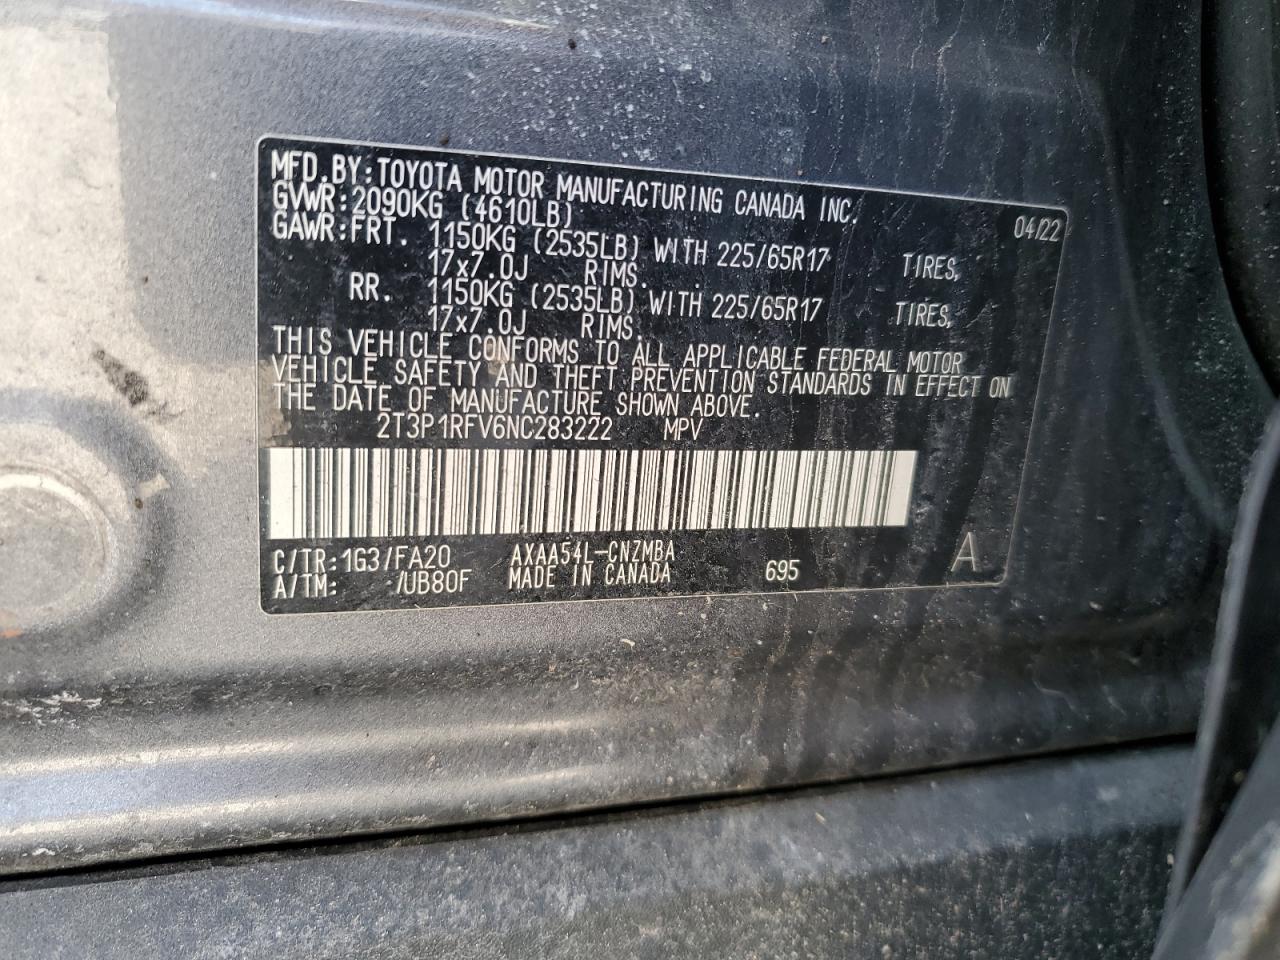 MFD.BY:TOYOTA MOTOR MANUFACTURING CANADA INC. 04/22
GVWR:2090KG (4610LB)
GAWR:FRT. 1150KG (2535LB) WITH 225/65R17 TIRES,
17x7.0J RIMS.
RR. 1150KG (2535LB) WITH 225/65R17 TIRES,
17x7.0J RIMS.
THIS VEHICLE CONFORMS TO ALL APPLICABLE FEDERAL MOTOR
VEHICLE SAFETY AND THEFT PREVENTION STANDARDS IN EFFECT ON
THE DATE OF MANUFACTURE SHOWN ABOVE.
2T3P1RFV6NC283222 MPV
C/TR:1G3/FA20 AXAA54L-CNZMBA
A/TM: /UB80F MADE IN CANADA 695 A